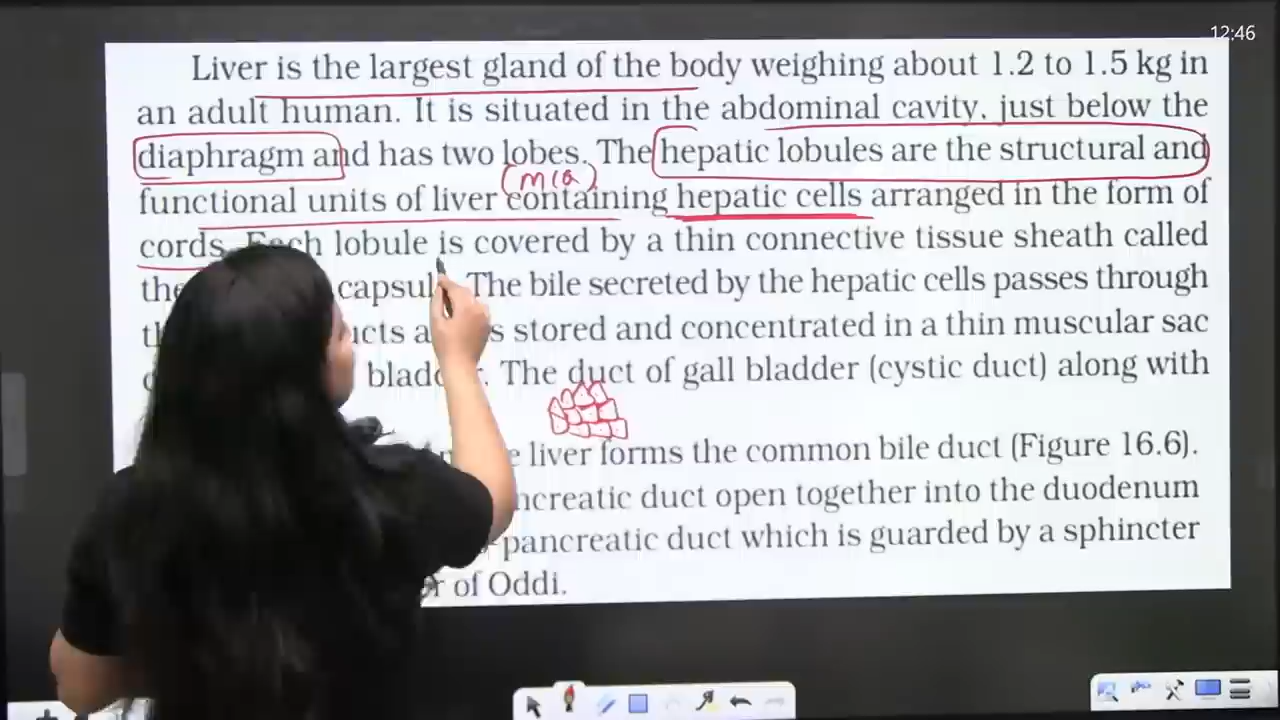 12:46
Liver is the largest gland of the body weighing about 1.2 to 1.5 kg in
an adult human. It is situated in the abdominal cavity, just below the
diaphragm and has two lobes. The hepatic lobules are the structural and
functional units of liver containing hepatic cells arranged in the form of
cords. Each lobule is covered by a thin connective tissue sheath called
the The bile secreted by the hepatic cells passes through
stored and concentrated in a thin muscular sac
The duct of gall bladder (cystic duct) along with
liver forms the common bile duct (Figure 16.6).
duct open together into the duodenum
pancreatic duct which is guarded by a sphincter
of Oddi.